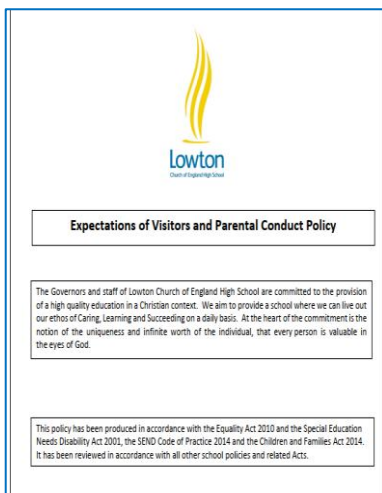 Lowton
Church of England High School
Expectations of Visitors and Parental Conduct Policy
The Governors and staff of Lowton Church of England High School are committed to the provision
of a high quality education in a Christian context. We aim to provide a school where we can live out
our ethos of Caring, Learning and Succeeding on a daily basis. At the heart of the commitment is the
notion of the uniqueness and infinite worth of the individual, that every person is valuable in
the eyes of God.
This policy has been produced in accordance with the Equality Act 2010 and the Special Education
Needs Disability Act 2001, the SEND Code of Practice 2014 and the Children and Families Act 2014.
It has been reviewed in accordance with all other school policies and related Acts.